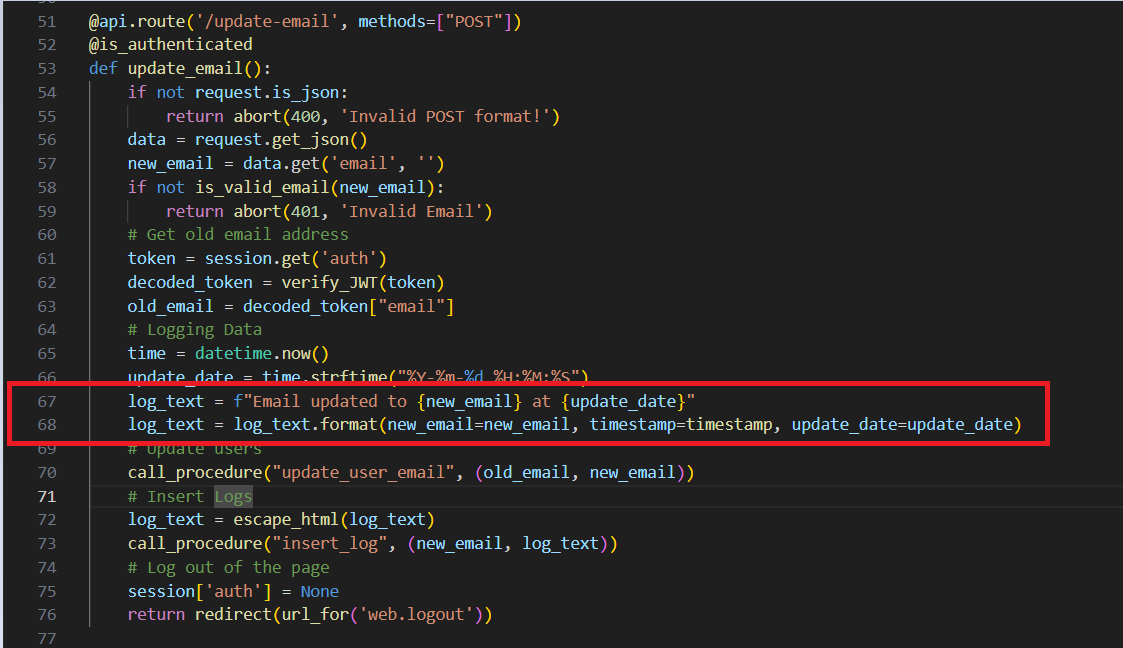 51 @api.route('/update-email', methods=["POST"])
52 @is_authenticated
53 def update_email():
54     if not request.is_json:
55         return abort(400, 'Invalid POST format!')
56     data = request.get_json()
57     new_email = data.get('email', '')
58     if not is_valid_email(new_email):
59         return abort(401, 'Invalid Email')
60     # Get old email address
61     token = session.get('auth')
62     decoded_token = verify_JWT(token)
63     old_email = decoded_token["email"]
64     # Logging Data
65     time = datetime.now()
66     update_date = time.strftime("%Y-%m-%d %H:%M:%S")
67     log_text = f"Email updated to {new_email} at {update_date}"
68     log_text = log_text.format(new_email=new_email, timestamp=timestamp, update_date=update_date)
69     # Update users
70     call_procedure("update_user_email", (old_email, new_email))
71     # Insert Logs
72     log_text = escape_html(log_text)
73     call_procedure("insert_log", (new_email, log_text))
74     # Log out of the page
75     session['auth'] = None
76     return redirect(url_for('web.logout'))
77